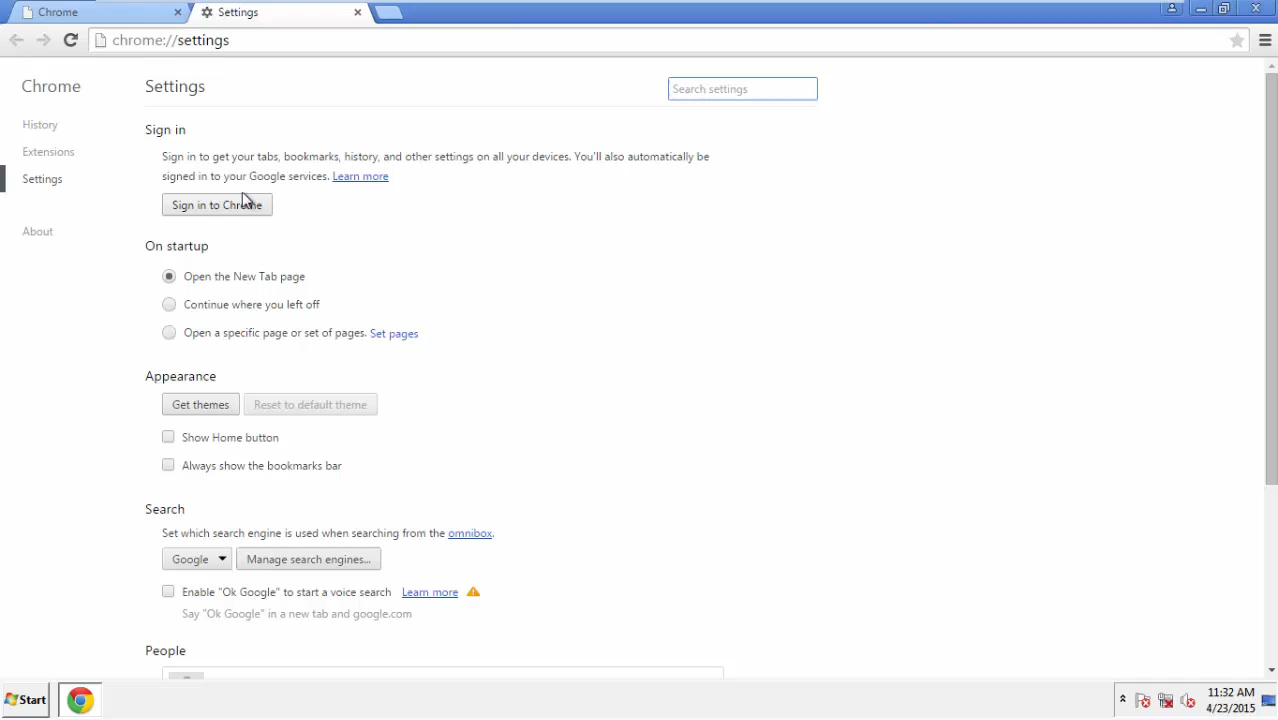 Chrome
Settings
chrome://settings
Chrome
Settings
Search settings
History
Extensions
Settings
About
Sign in
Sign in to get your tabs, bookmarks, history, and other settings on all your devices. You'll also automatically be
signed in to your Google services. Learn more
Sign in to Chrome
On startup
Open the New Tab page
Continue where you left off
Open a specific page or set of pages. Set pages
Appearance
Get themes
Reset to default theme
Show Home button
Always show the bookmarks bar
Search
Set which search engine is used when searching from the omnibox.
Google
Manage search engines...
Enable "Ok Google" to start a voice search Learn more
Say "Ok Google" in a new tab and google.com
People
Start
11:32 AM
4/23/2015